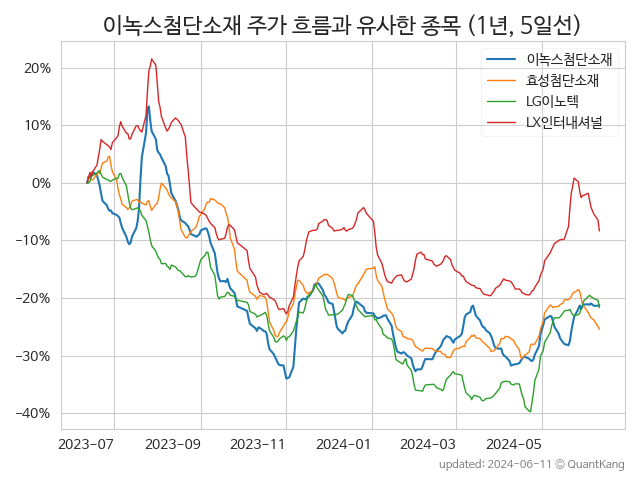 이녹스첨단소재 주가 흐름과 유사한 종목 (1년, 5일선)
이녹스첨단소재
효성첨단소재
LG이노텍
LX인터내셔널
20%
10%
0%
−10%
−20%
−30%
−40%
2023-07 2023-09 2023-11 2024-01 2024-03 2024-05
updated: 2024-06-11 © QuantKang